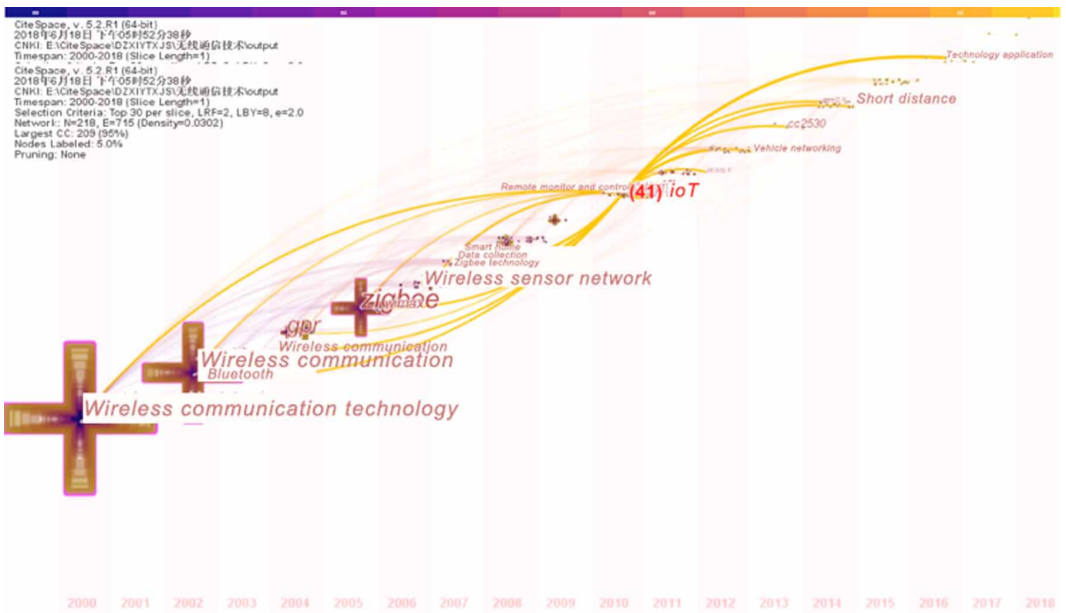 CiteSpace, v. 5.2.R1 (64-bit)
2018年6月18日 下午05时52分38秒
CNKI: E:\CiteSpace\DZXIYTXJS\无线通信技术\output
Timespan: 2000-2018 (Slice Length=1)
CiteSpace, v. 5.2.R1 (64-bit)
2018年6月18日 下午05时52分38秒
CNKI: E:\CiteSpace\DZXIYTXJS\无线通信技术\output
Timespan: 2000-2018 (Slice Length=1)
Selection Criteria: Top 30 per slice, LRF=2, LBY=8, e=2.0
Network: N=218, E=715 (Density=0.0302)
Largest CC: 209 (95%)
Nodes Labeled: 5.0%
Pruning: None
Technology application
Short distance
cc2530
Vehicle networking
Remote monitor and control
(41) ioT
Smart home
Data collection
Zigbee technology
Wireless sensor network
zigbee
gpr
Wireless communication
Wireless communication
Bluetooth
Wireless communication technology
2000 2001 2002 2003 2004 2005 2006 2007 2008 2009 2010 2011 2012 2013 2014 2015 2016 2017 2018